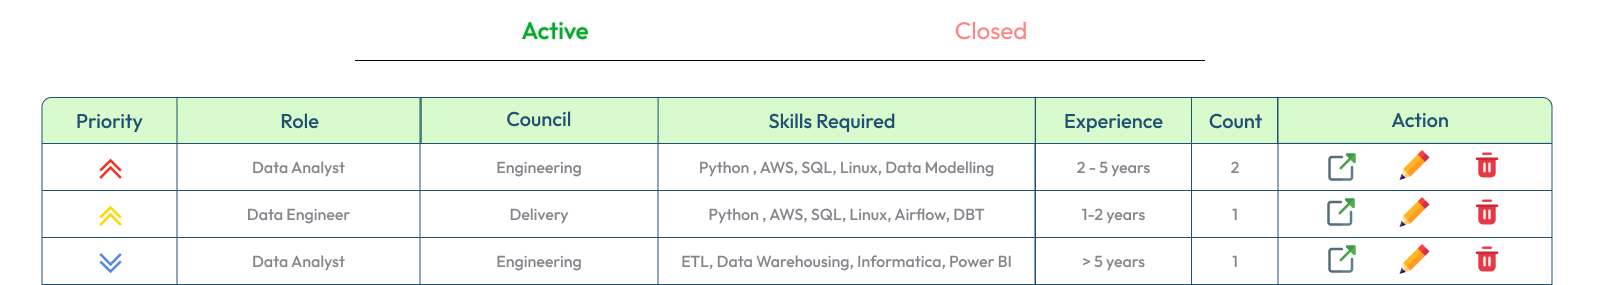 Active Closed
Priority Role Council Skills Required Experience Count Action
Data Analyst Engineering Python , AWS, SQL, Linux, Data Modelling 2 - 5 years 2
Data Engineer Delivery Python , AWS, SQL, Linux, Airflow, DBT 1-2 years 1
Data Analyst Engineering ETL, Data Warehousing, Informatica, Power BI > 5 years 1